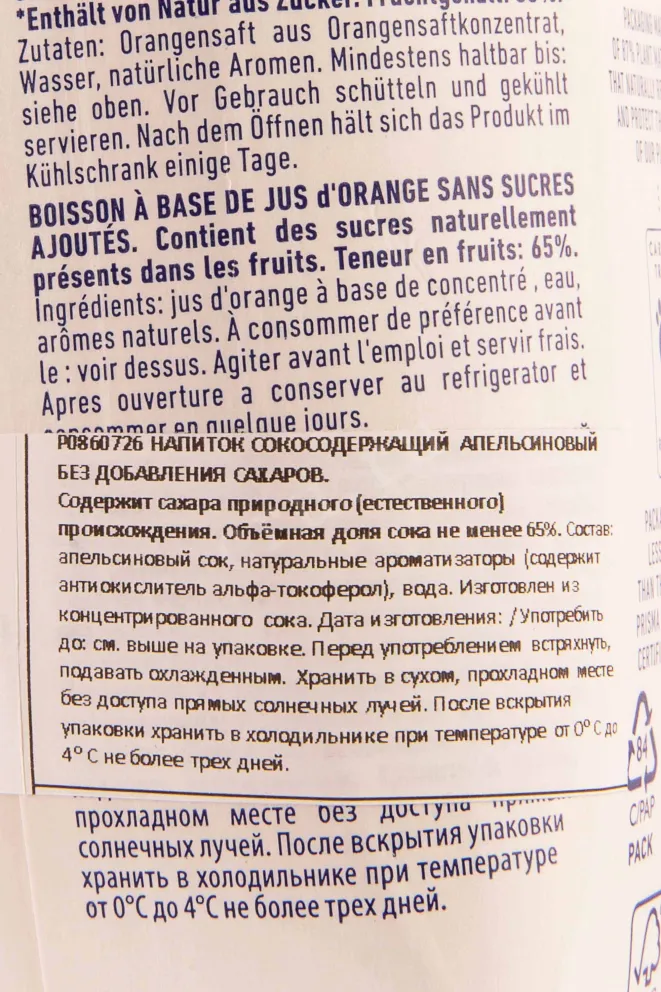 *Enthält von Natur aus Zucker.
Zutaten: Orangensaft aus Orangensaftkonzentrat,
Wasser, natürliche Aromen. Mindestens haltbar bis:
siehe oben. Vor Gebrauch schütteln und gekühlt
servieren. Nach dem Öffnen hält sich das Produkt im
Kühlschrank einige Tage.
BOISSON À BASE DE JUS d'ORANGE SANS SUCRES
AJOUTÉS. Contient des sucres naturellement
présents dans les fruits. Teneur en fruits: 65%.
Ingrédients: jus d'orange à base de concentré , eau,
arômes naturels. À consommer de préférence avant
le : voir dessus. Agiter avant l'emploi et servir frais.
Apres ouverture a conserver au refrigerator et
consommer en quelque jours.
P0860726 НАПИТОК СОКОСОДЕРЖАЩИЙ АПЕЛЬСИНОВЫЙ
БЕЗ ДОБАВЛЕНИЯ САХАРОВ.
Содержит сахара природного (естественного)
происхождения. Объёмная доля сока не менее 65%. Состав:
апельсиновый сок, натуральные ароматизаторы (содержит
антиокислитель альфа-токоферол), вода. Изготовлен из
концентрированного сока. Дата изготовления: /Употребить
до: см. выше на упаковке. Перед употреблением встряхнуть,
подавать охлажденным. Хранить в сухом, прохладном месте
без доступа прямых солнечных лучей. После вскрытия
упаковки хранить в холодильнике при температуре от 0° С до
4° С не более трех дней.
прохладном месте без доступа
солнечных лучей. После вскрытия упаковки
хранить в холодильнике при температуре
от 0°С до 4°С не более трех дней.
84
C/PAP
PACK